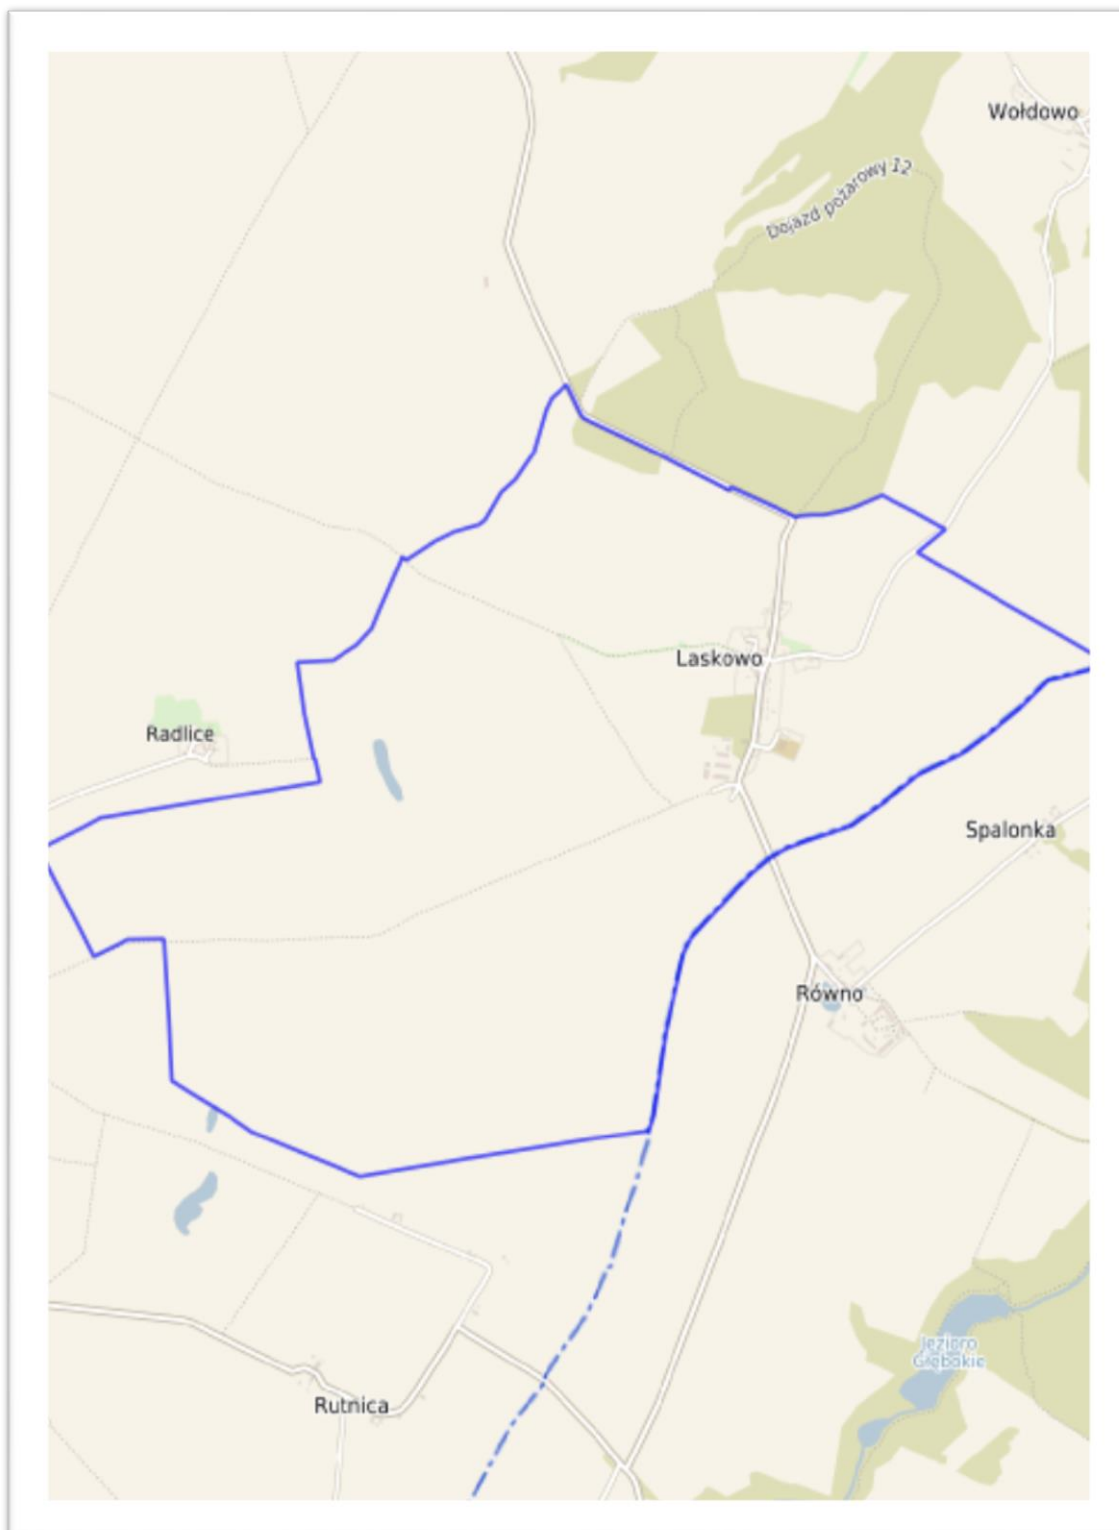 Wołdowo
Dojazd pożarowy 12
Laskowo
Radlice
Spalonka
Równo
Jezioro
Głębokie
Rutnica